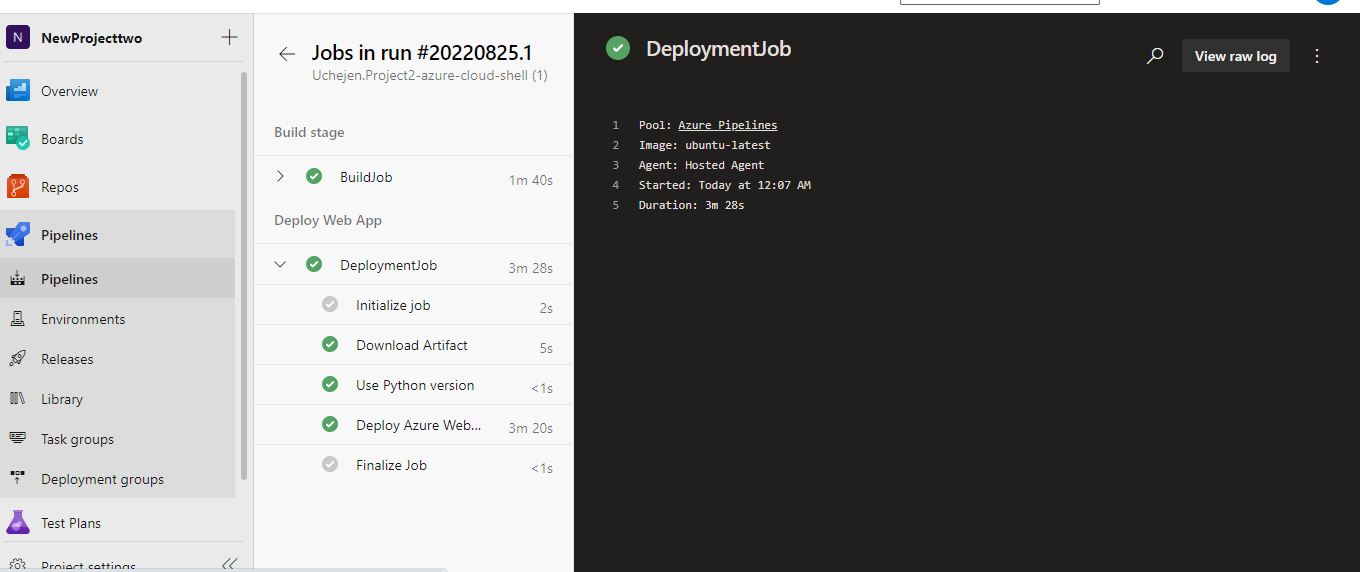 N NewProjecttwo
Overview
Boards
Repos
Pipelines
Pipelines
Environments
Releases
Library
Task groups
Deployment groups
Test Plans
Project settings
Jobs in run #20220825.1
Uchejen.Project2-azure-cloud-shell (1)
Build stage
BuildJob 1m 40s
Deploy Web App
DeploymentJob 3m 28s
Initialize job 2s
Download Artifact 5s
Use Python version <1s
Deploy Azure Web... 3m 20s
Finalize Job <1s
DeploymentJob
View raw log
1 Pool: Azure Pipelines
2 Image: ubuntu-latest
3 Agent: Hosted Agent
4 Started: Today at 12:07 AM
5 Duration: 3m 28s